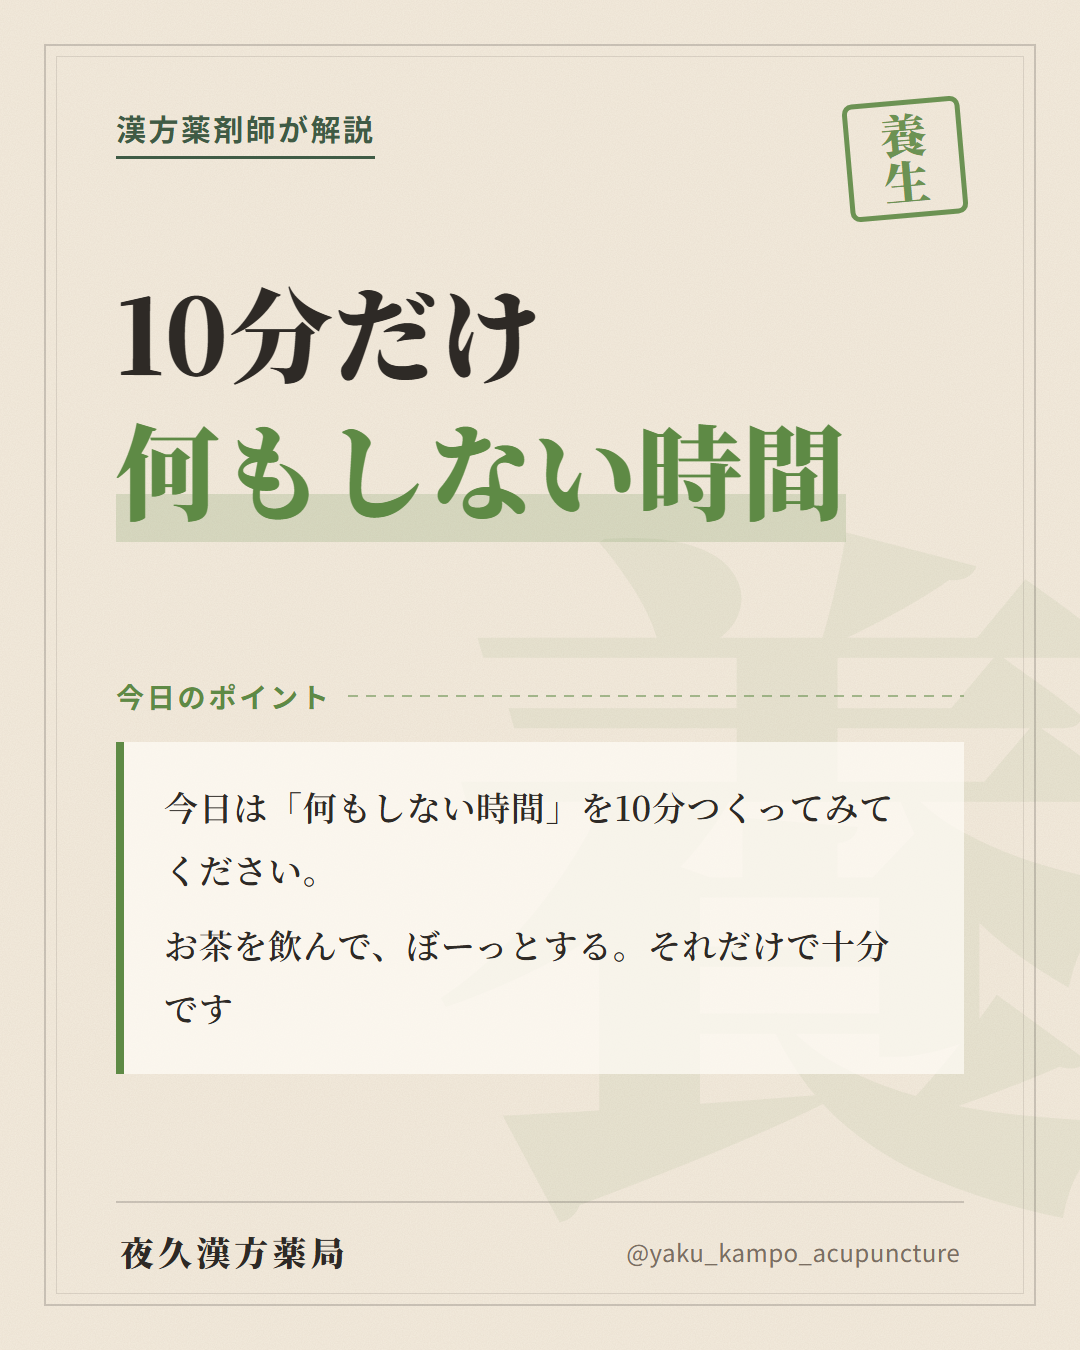 漢方薬剤師が解説
養
生
10分だけ
何もしない時間
今日のポイント
今日は「何もしない時間」を10分つくってみて
ください。
お茶を飲んで、ぼーっとする。それだけで十分
です
養
夜久漢方薬局
@yaku_kampo_acupuncture